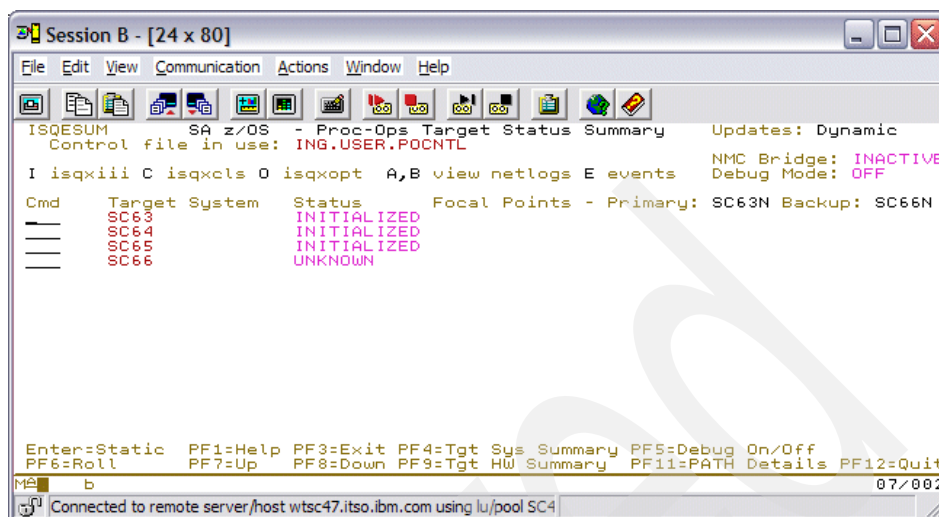 Session B - [24 x 80]
File Edit View Communication Actions Window Help
ISQESUM SA z/OS - Proc-Ops Target Status Summary Updates: Dynamic
Control file in use: ING.USER.POCNTL
NMC Bridge: INACTIVE
I isqxiii C isqxcls O isqxopt A,B view netlogs E events Debug Mode: OFF
Cmd Target System Status Focal Points - Primary: SC63N Backup: SC66N
SC63 INITIALIZED
SC64 INITIALIZED
SC65 INITIALIZED
SC66 UNKNOWN
Enter=Static PF1=Help PF3=Exit PF4=Tgt Sys Summary PF5=Debug On/Off
PF6=Roll PF7=Up PF8=Down PF9=Tgt HW Summary PF11=PATH Details PF12=Quit
MA b 07/002
Connected to remote server/host wtsc47.itso.ibm.com using lu/pool SC4